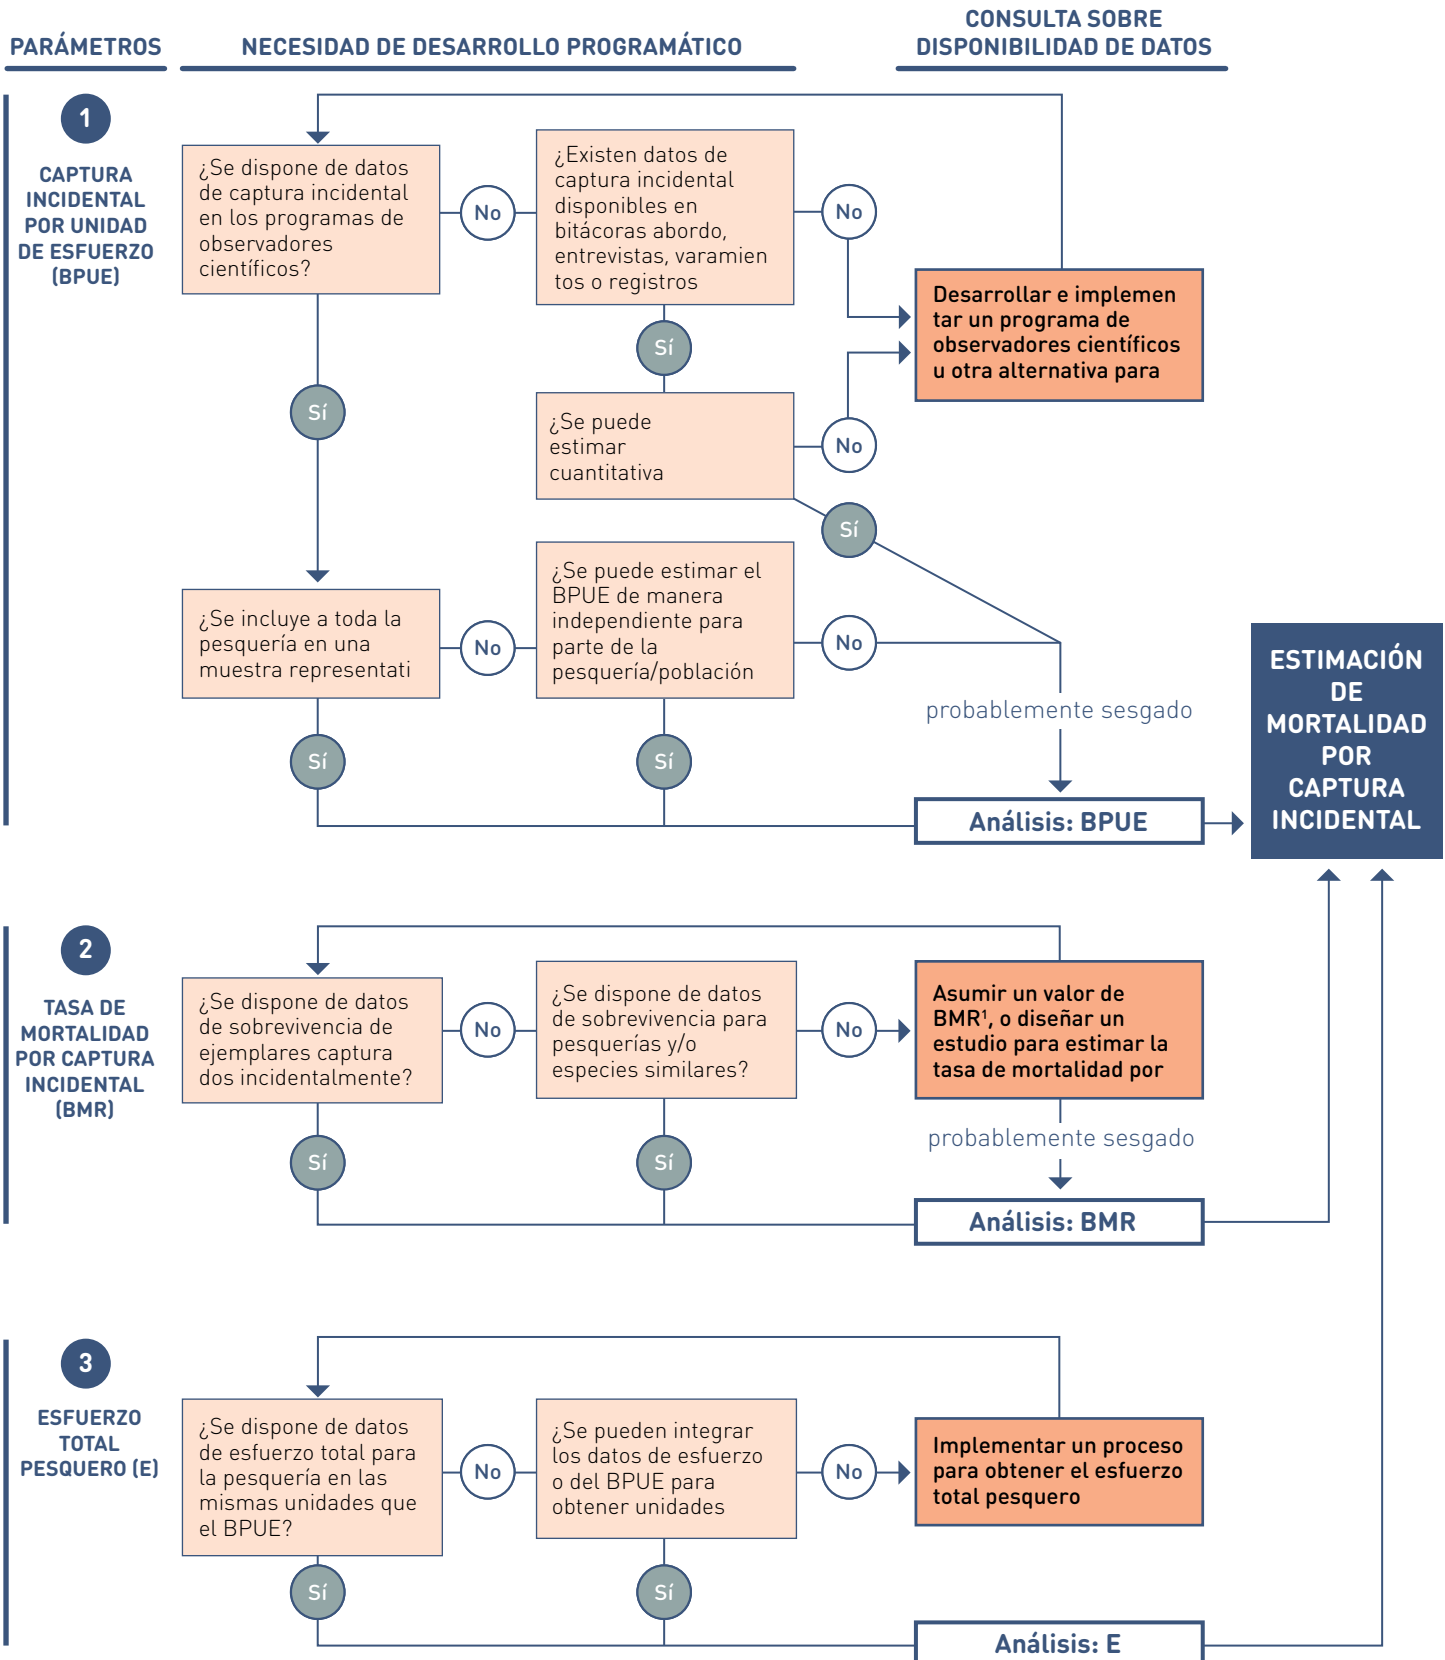 PARÁMETROS
NECESIDAD DE DESARROLLO PROGRAMÁTICO
CONSULTA SOBRE
DISPONIBILIDAD DE DATOS
1
CAPTURA
INCIDENTAL
POR UNIDAD
DE ESFUERZO
(BPUE)
¿Se dispone de datos
de captura incidental
en los programas de
observadores
científicos?
No
¿Existen datos de
captura incidental
disponibles en
bitácoras abordo,
entrevistas, varamien
tos o registros
No
Desarrollar e implemen
tar un programa de
observadores científicos
u otra alternativa para
Sí
Sí
¿Se puede
estimar
cuantitativa
No
Sí
¿Se incluye a toda la
pesquería en una
muestra representati
No
¿Se puede estimar el
BPUE de manera
independiente para
parte de la
pesquería/población
No
probablemente sesgado
Sí
Sí
Análisis: BPUE
ESTIMACIÓN
DE
MORTALIDAD
POR
CAPTURA
INCIDENTAL
2
TASA DE
MORTALIDAD
POR CAPTURA
INCIDENTAL
(BMR)
¿Se dispone de datos
de sobrevivencia de
ejemplares captura
dos incidentalmente?
No
¿Se dispone de datos
de sobrevivencia para
pesquerías y/o
especies similares?
No
Asumir un valor de
BMR¹, o diseñar un
estudio para estimar la
tasa de mortalidad por
probablemente sesgado
Sí
Sí
Análisis: BMR
3
ESFUERZO
TOTAL
PESQUERO (E)
¿Se dispone de datos
de esfuerzo total para
la pesquería en las
mismas unidades que
el BPUE?
No
¿Se pueden integrar
los datos de esfuerzo
o del BPUE para
obtener unidades
No
Implementar un proceso
para obtener el esfuerzo
total pesquero
Sí
Sí
Análisis: E